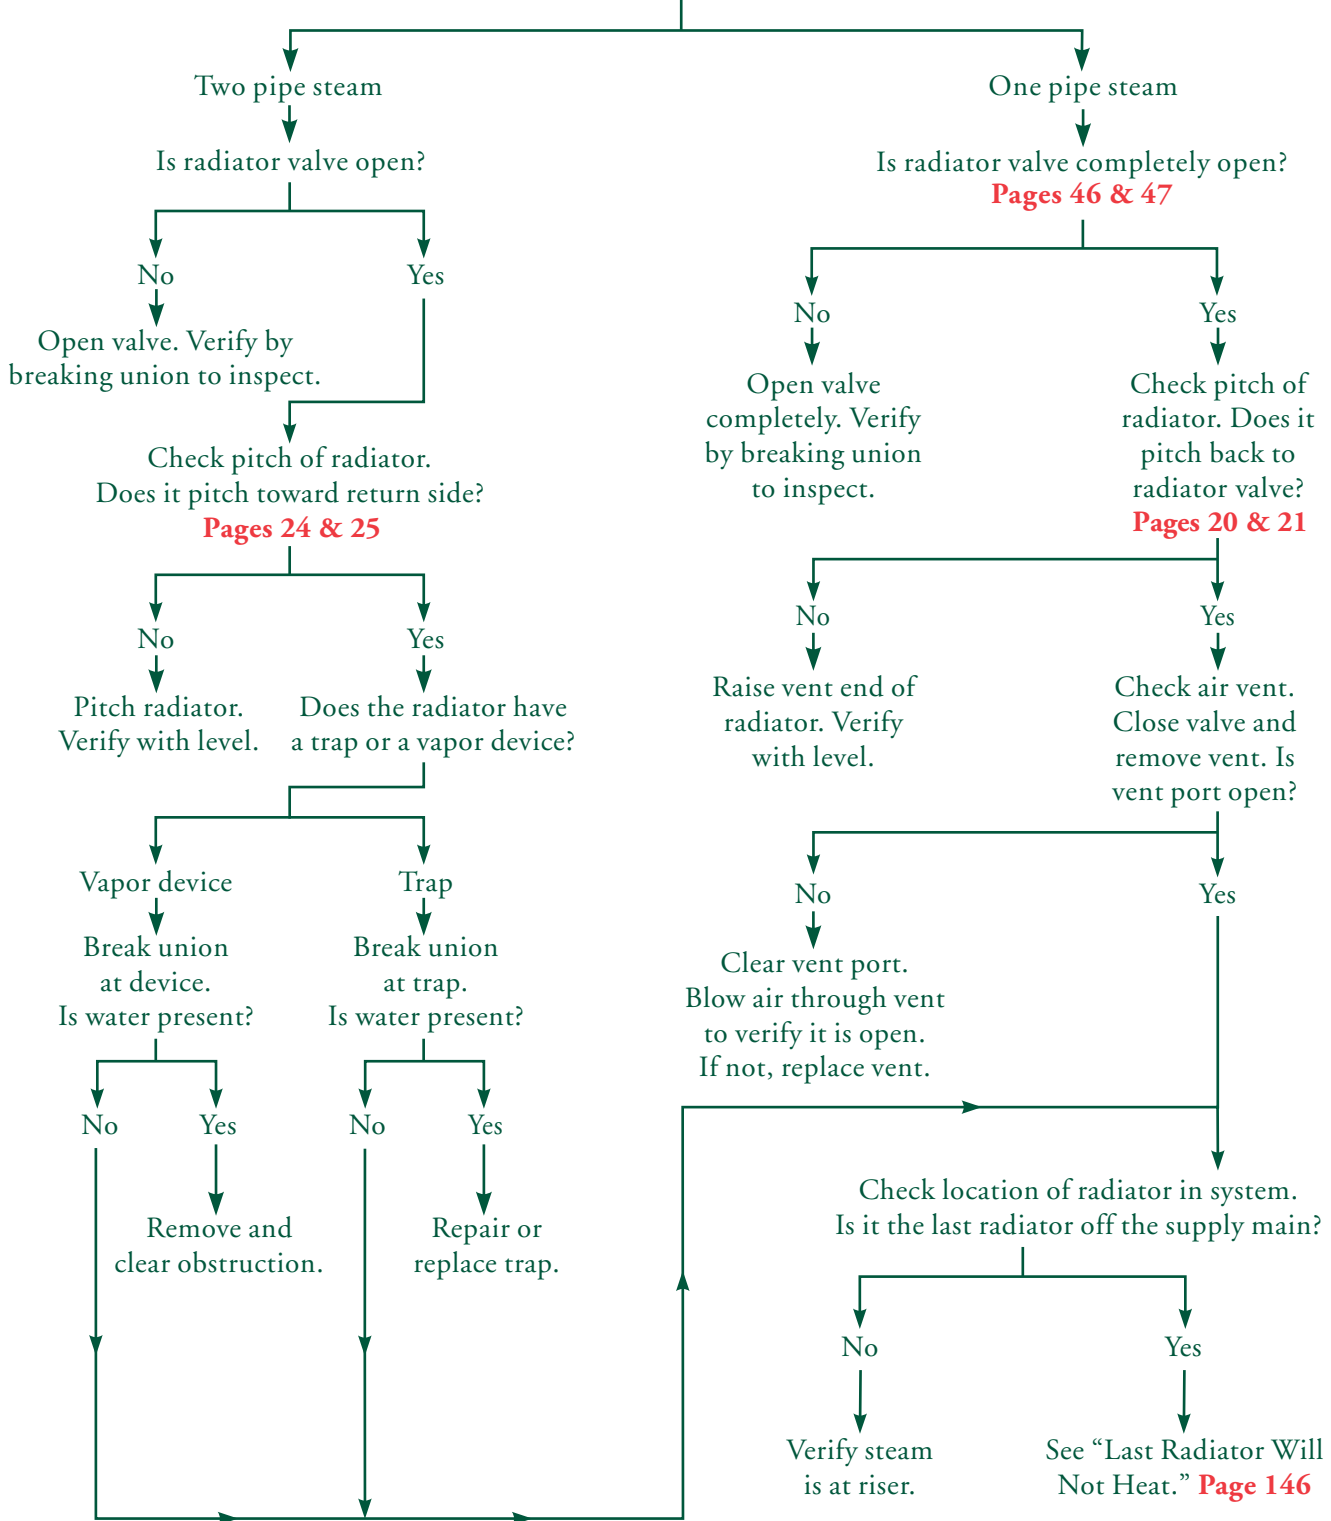 Two pipe steam
Is radiator valve open?
No
Yes
Open valve. Verify by
breaking union to inspect.
Check pitch of radiator.
Does it pitch toward return side?
Pages 24 & 25
No
Yes
Pitch radiator.
Verify with level.
Does the radiator have
a trap or a vapor device?
Vapor device
Trap
Break union
at device.
Is water present?
Break union
at trap.
Is water present?
No
Yes
No
Yes
Remove and
clear obstruction.
Repair or
replace trap.
One pipe steam
Is radiator valve completely open?
Pages 46 & 47
No
Yes
Open valve
completely. Verify
by breaking union
to inspect.
Check pitch of
radiator. Does it
pitch back to
radiator valve?
Pages 20 & 21
No
Yes
Raise vent end of
radiator. Verify
with level.
Check air vent.
Close valve and
remove vent. Is
vent port open?
No
Yes
Clear vent port.
Blow air through vent
to verify it is open.
If not, replace vent.
Check location of radiator in system.
Is it the last radiator off the supply main?
No
Yes
Verify steam
is at riser.
See “Last Radiator Will
Not Heat.” Page 146